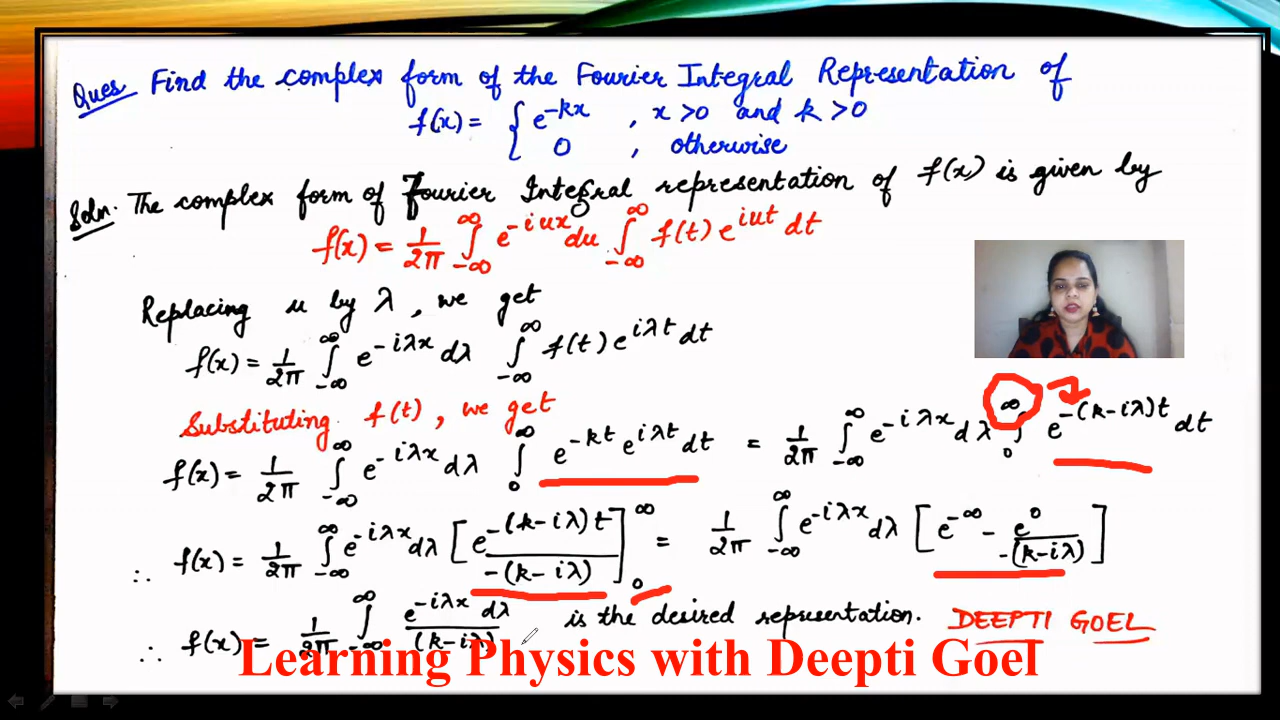 Ques Find the complex form of the Fourier Integral Representation of
f(x) = { e^{-kx} , x >0 and k >0
0 , otherwise
Soln. The complex form of Fourier Integral representation of f(x) is given by
f(x) = 1/2π ∫_{-∞}^{∞} e^{-iux} du ∫_{-∞}^{∞} f(t) e^{iut} dt
Replacing u by λ, we get
f(x) = 1/2π ∫_{-∞}^{∞} e^{-iλx} dλ ∫_{-∞}^{∞} f(t) e^{iλt} dt
Substituting f(t), we get
f(x) = 1/2π ∫_{-∞}^{∞} e^{-iλx} dλ ∫_{0}^{∞} e^{-kt} e^{iλt} dt = 1/2π ∫_{-∞}^{∞} e^{-iλx} dλ ∫_{0}^{∞} e^{-(k-iλ)t} dt
∴ f(x) = 1/2π ∫_{-∞}^{∞} e^{-iλx} dλ [e^{-(k-iλ)t} / -(k-iλ)]_{0}^{∞} = 1/2π ∫_{-∞}^{∞} e^{-iλx} dλ [e^{-∞} - e^{0} / -(k-iλ)]
∴ f(x) = 1/2π ∫_{-∞}^{∞} e^{-iλx} dλ / (k-iλ) is the desired representation. DEEPTI GOEL
Learning Physics with Deepti Goel